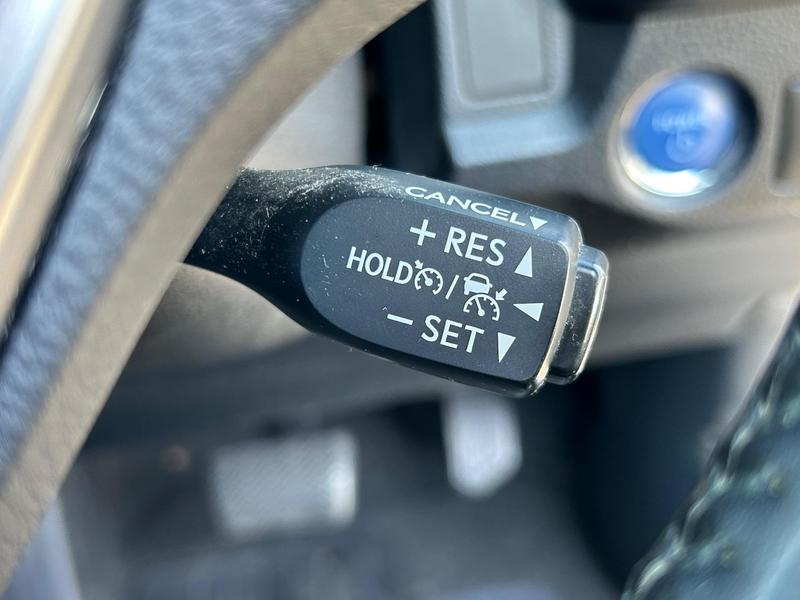 CANCEL
+ RES
HOLD /
− SET